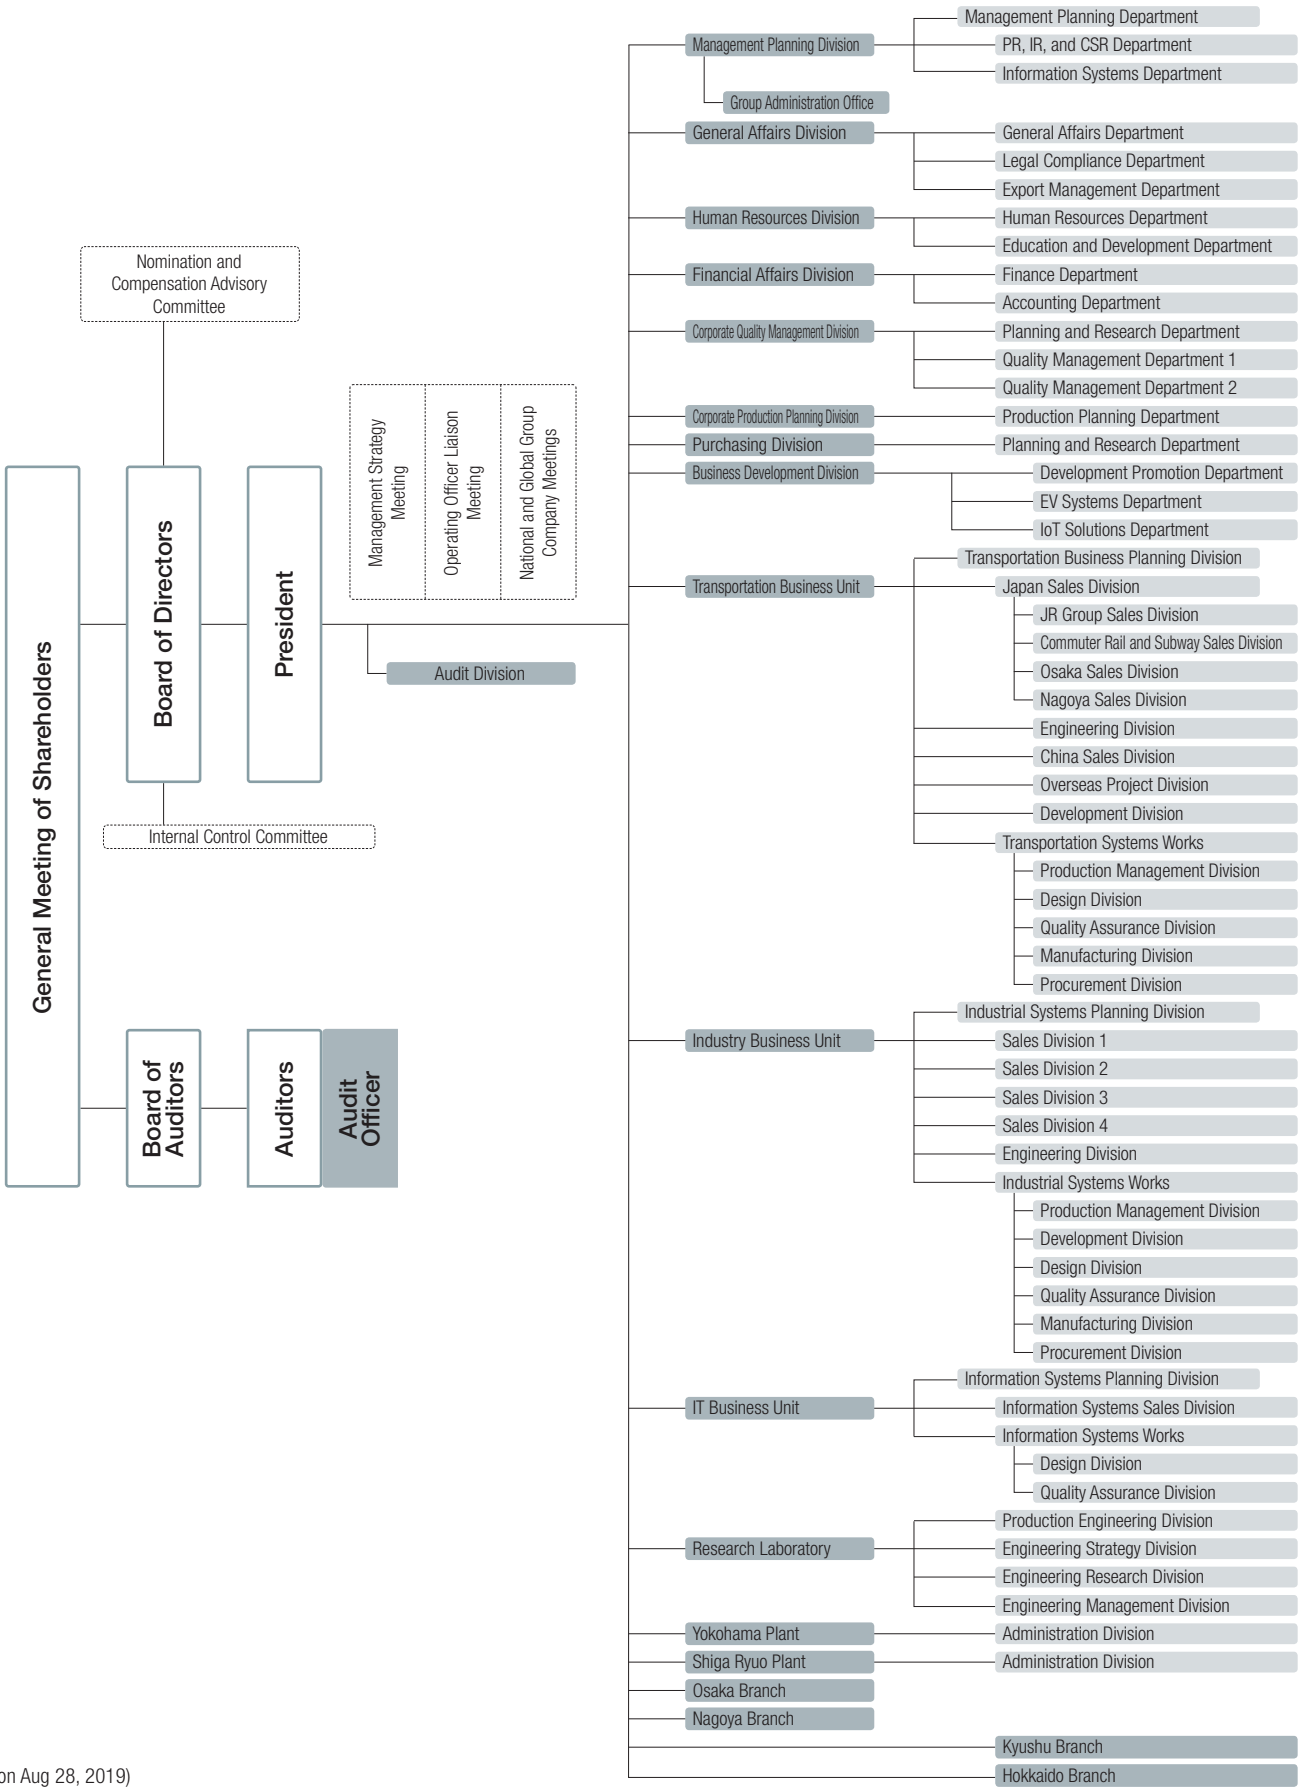 General Meeting of Shareholders
Nomination and
Compensation Advisory
Committee
Board of Directors
Internal Control Committee
President
Management Strategy
Meeting
Operating Officer Liaison
Meeting
National and Global Group
Company Meetings
Audit Division
Board of
Auditors
Auditors
Audit
Officer
Management Planning Division
Management Planning Department
PR, IR, and CSR Department
Information Systems Department
Group Administration Office
General Affairs Division
General Affairs Department
Legal Compliance Department
Export Management Department
Human Resources Division
Human Resources Department
Education and Development Department
Financial Affairs Division
Finance Department
Accounting Department
Corporate Quality Management Division
Planning and Research Department
Quality Management Department 1
Quality Management Department 2
Corporate Production Planning Division
Production Planning Department
Purchasing Division
Planning and Research Department
Business Development Division
Development Promotion Department
EV Systems Department
IoT Solutions Department
Transportation Business Unit
Transportation Business Planning Division
Japan Sales Division
JR Group Sales Division
Commuter Rail and Subway Sales Division
Osaka Sales Division
Nagoya Sales Division
Engineering Division
China Sales Division
Overseas Project Division
Development Division
Transportation Systems Works
Production Management Division
Design Division
Quality Assurance Division
Manufacturing Division
Procurement Division
Industry Business Unit
Industrial Systems Planning Division
Sales Division 1
Sales Division 2
Sales Division 3
Sales Division 4
Engineering Division
Industrial Systems Works
Production Management Division
Development Division
Design Division
Quality Assurance Division
Manufacturing Division
Procurement Division
IT Business Unit
Information Systems Planning Division
Information Systems Sales Division
Information Systems Works
Design Division
Quality Assurance Division
Research Laboratory
Production Engineering Division
Engineering Strategy Division
Engineering Research Division
Engineering Management Division
Yokohama Plant
Administration Division
Shiga Ryuo Plant
Administration Division
Osaka Branch
Nagoya Branch
Kyushu Branch
Hokkaido Branch
on Aug 28, 2019)